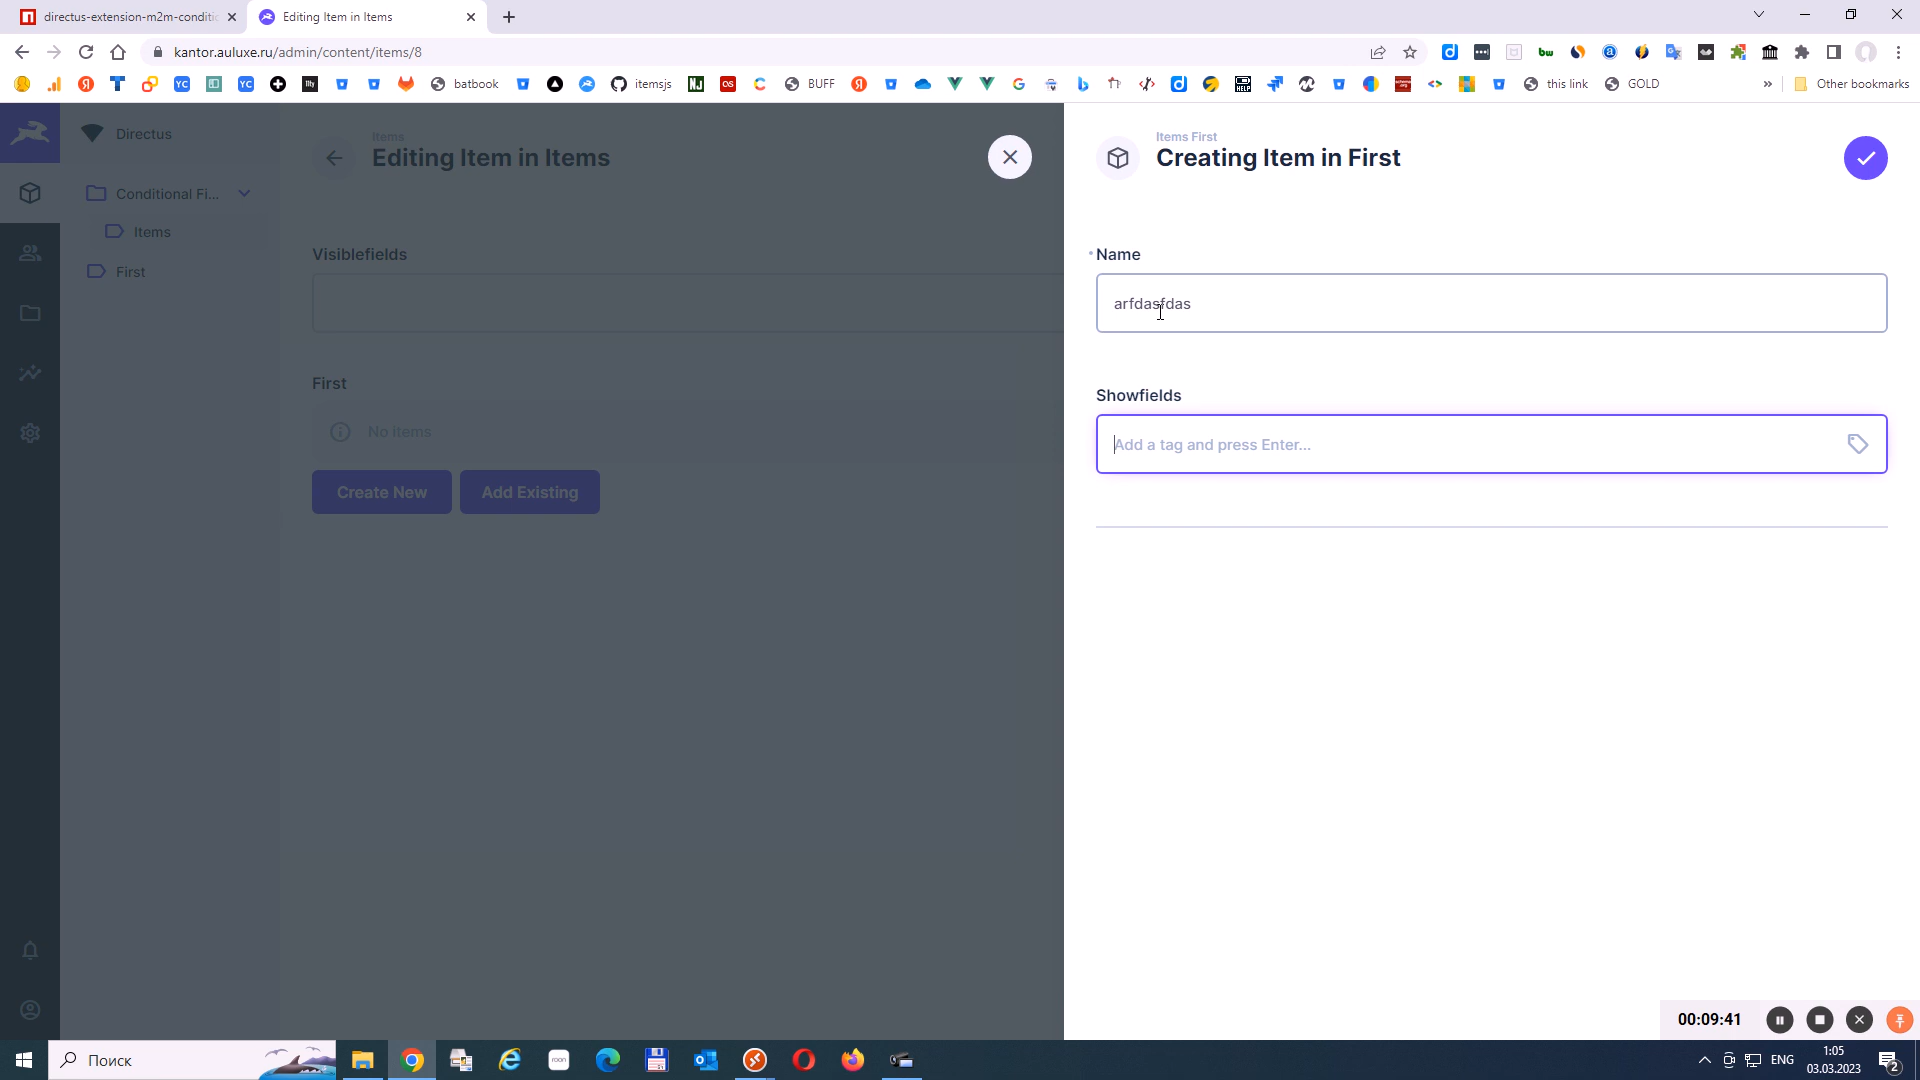 directus-extension-m2m-conditio
Editing Item in Items
kantor.auluxe.ru/admin/content/items/8
batbook
itemsjs
BUFF
this link
GOLD
»
Other bookmarks
Directus
Conditional Fi...
Items
First
Items
Editing Item in Items
Visiblefields
First
No items
Create New
Add Existing
Items First
Creating Item in First
Name
arfdasfdas
Showfields
Add a tag and press Enter...
00:09:41
Поиск
ENG
1:05
03.03.2023
2